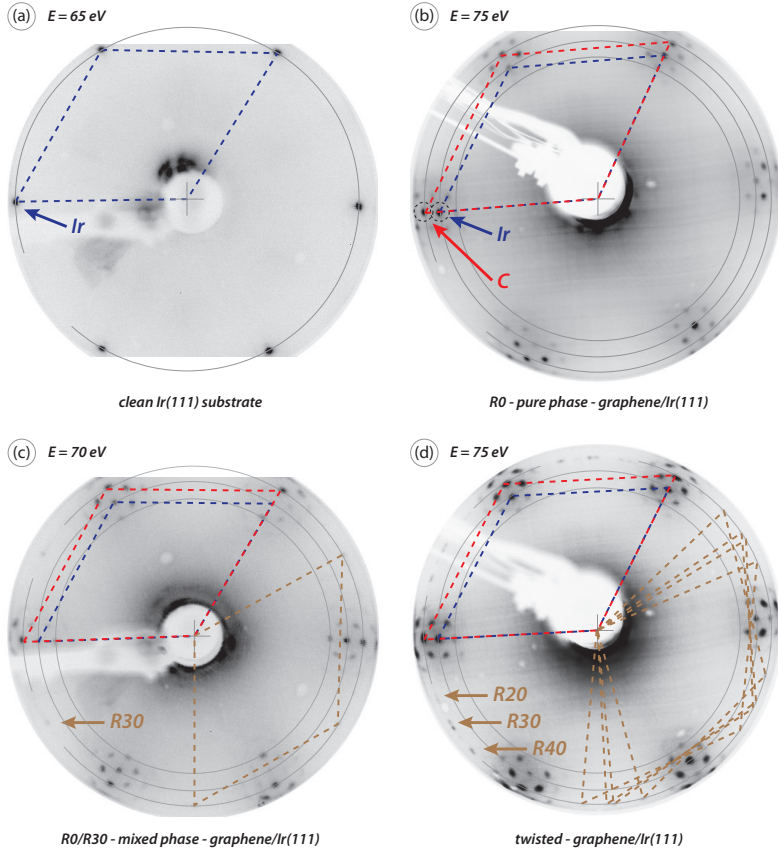 (a) E = 65 eV
Ir
clean Ir(111) substrate
(b) E = 75 eV
Ir
C
R0 - pure phase - graphene/Ir(111)
(c) E = 70 eV
R30
R0/R30 - mixed phase - graphene/Ir(111)
(d) E = 75 eV
R20
R30
R40
twisted - graphene/Ir(111)